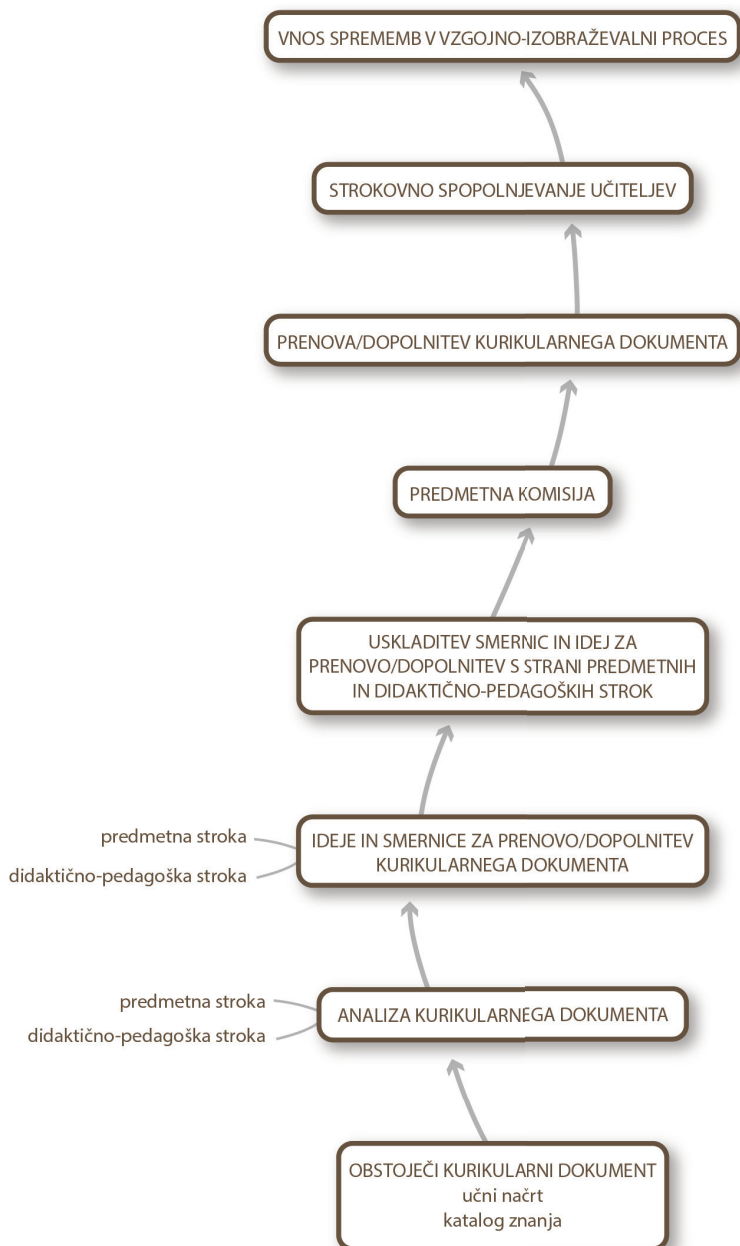 VNOS SPREMEMB V VZGOJNO-IZOBRAŽEVALNI PROCES
STROKOVNO SPOPOLNJEVANJE UČITELJEV
PRENOVA/DOPOLNITEV KURIKULARNEGA DOKUMENTA
PREDMETNA KOMISIJA
USKLADITEV SMERNIC IN IDEJ ZA
PRENOVO/DOPOLNITEV S STRANI PREDMETNIH
IN DIDAKTIČNO-PEDAGOŠKIH STROK
predmetna stroka
didaktično-pedagoška stroka
IDEJE IN SMERNICE ZA PRENOVO/DOPOLNITEV
KURIKULARNEGA DOKUMENTA
predmetna stroka
didaktično-pedagoška stroka
ANALIZA KURIKULARNEGA DOKUMENTA
OBSTOJEČI KURIKULARNI DOKUMENT
učni načrt
katalog znanja